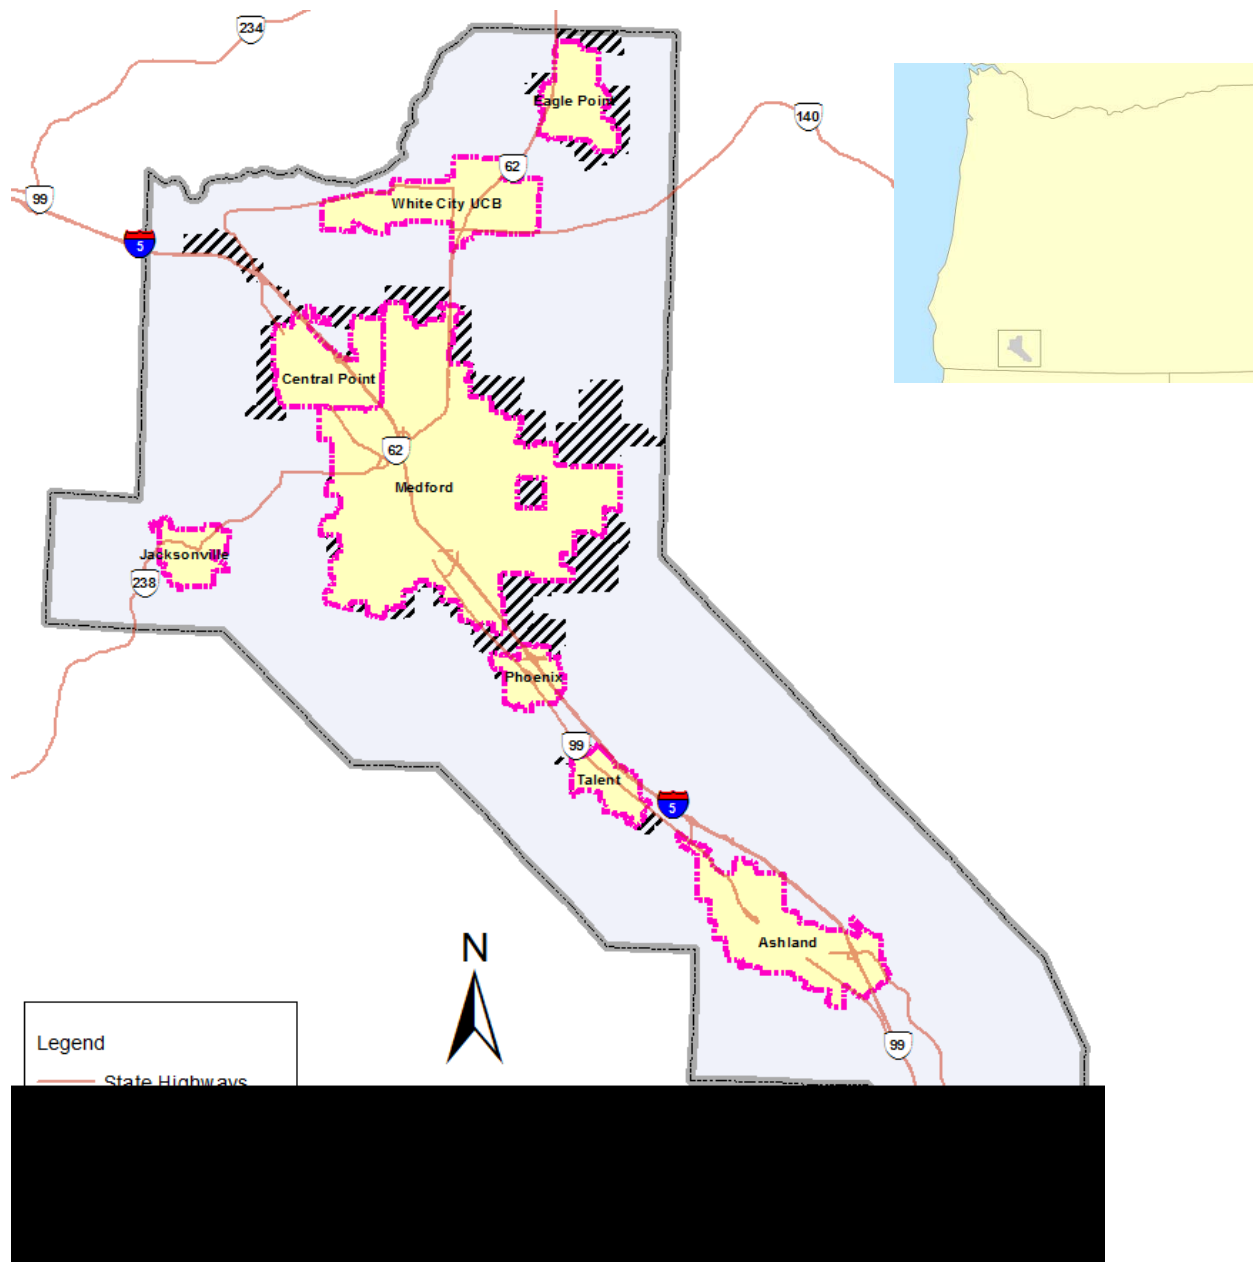 234
140
Eagle Point
62
99
White City UCB
5
Central Point
62
Medford
Jacksonville
238
Phoenix
99
Talent
5
Ashland
N
99
Legend
State Highways